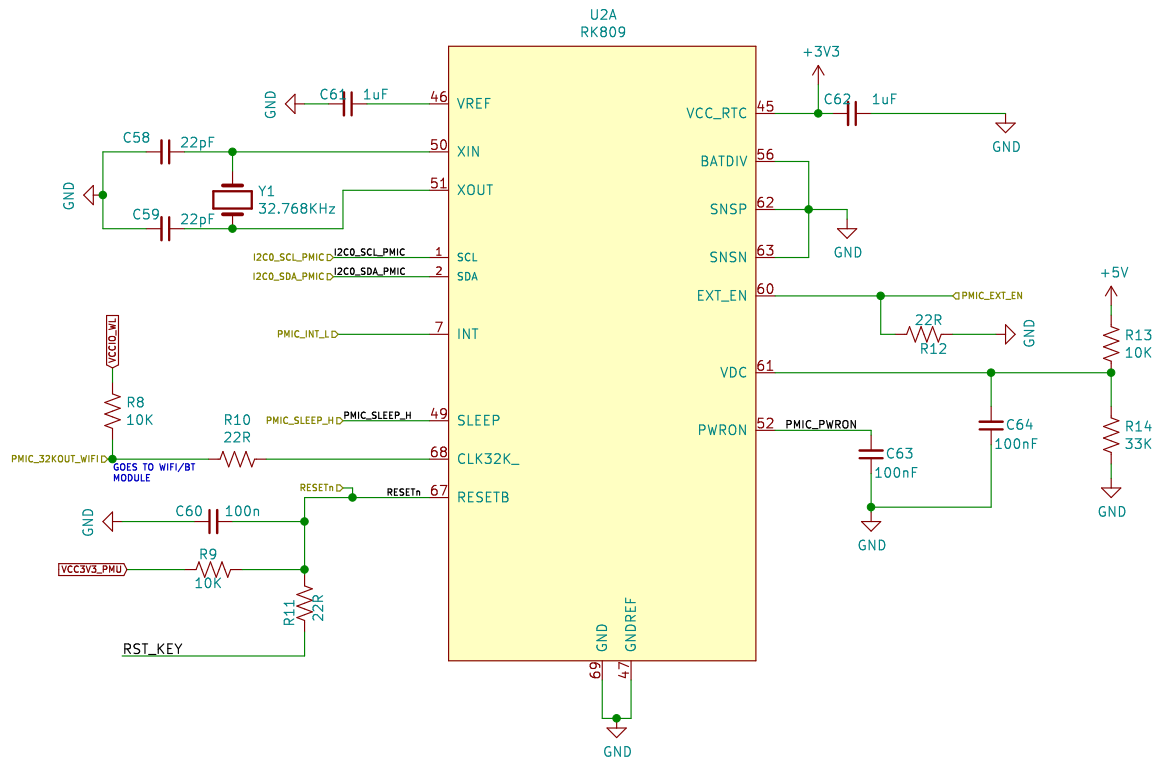 U2A
RK809
+3V3
GND
C61
1uF
46
VREF
VCC_RTC
45
C62
1uF
GND
C58
22pF
50
XIN
BATDIV
56
GND
C59
22pF
Y1
32.768KHz
51
XOUT
SNSP
62
GND
I2C0_SCL_PMIC
I2C0_SCL_PMIC
1
SCL
SNSN
63
I2C0_SDA_PMIC
I2C0_SDA_PMIC
2
SDA
EXT_EN
60
PMIC_EXT_EN
+5V
22R
R12
GND
PMIC_INT_L
7
INT
R13
10K
VCCIO_WL
VDC
61
R8
10K
PMIC_SLEEP_H
PMIC_SLEEP_H
49
SLEEP
PWRON
52
PMIC_PWRON
C64
100nF
R14
33K
R10
22R
PMIC_32KOUT_WIFI
68
CLK32K_
C63
100nF
GOES TO WIFI/BT
MODULE
RESETn
RESETn
67
RESETB
GND
GND
C60
100n
GND
VCC3V3_PMU
R9
10K
R11
22R
RST_KEY
GND
GNDREF
69
47
GND